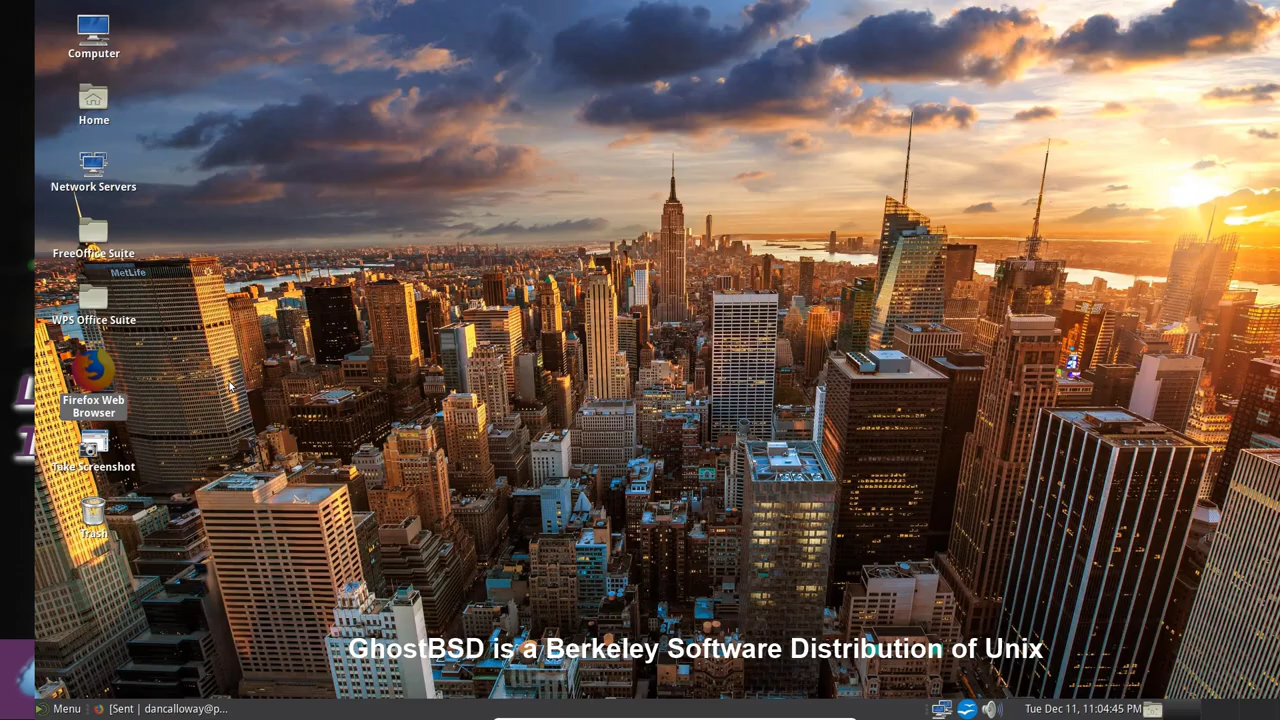 Computer
Home
Network Servers
FreeOffice Suite
MetLife
WPS Office Suite
Firefox Web
Browser
Take Screenshot
Trash
GhostBSD is a Berkeley Software Distribution of Unix
Menu
[Sent | dancalloway@p...
Tue Dec 11, 11:04:45 PM